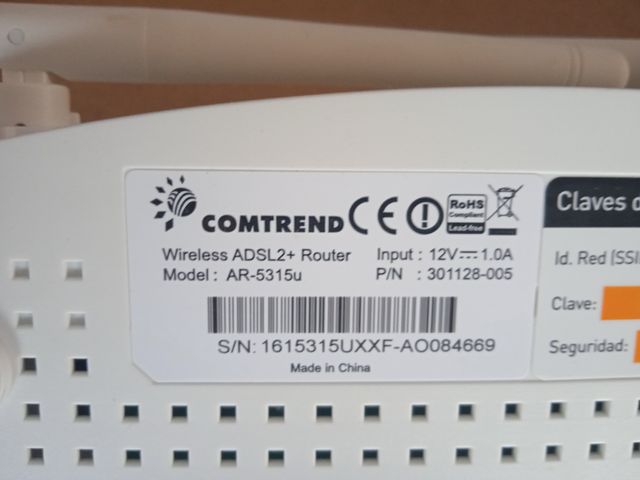 COMTREND
CE
RoHS
Compliant
Lead-free
Wireless ADSL2+ Router
Input : 12V⎓1.0A
Model : AR-5315u
P/N : 301128-005
S/N: 1615315UXXF-AO084669
Made in China
Claves d
Id. Red (SSI
Clave:
Seguridad: